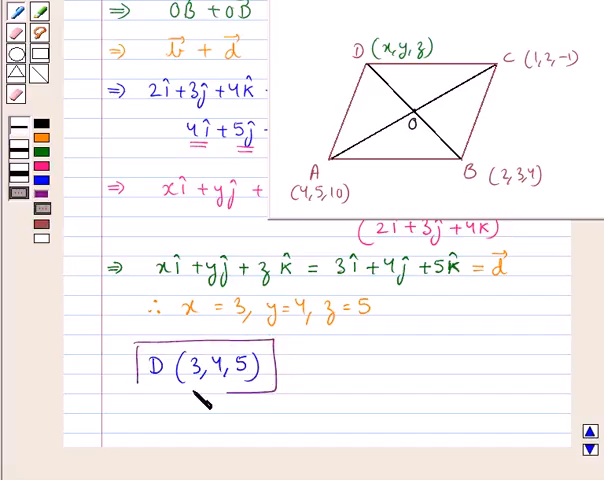 ⇒ OB + OD
⇒ b⃗ + d⃗
⇒ 2î+3ĵ+4k̂
4î+5ĵ -
⇒ xî+yĵ +
(2î+3ĵ+4k̂)
⇒ xî+yĵ+zk̂ = 3î+4ĵ+5k̂ = d⃗
∴ x = 3, y=4, z=5
D (3,4,5)
D (x,y,z)
C (1,2,-1)
O
A
(4,5,10)
B (2,3,4)